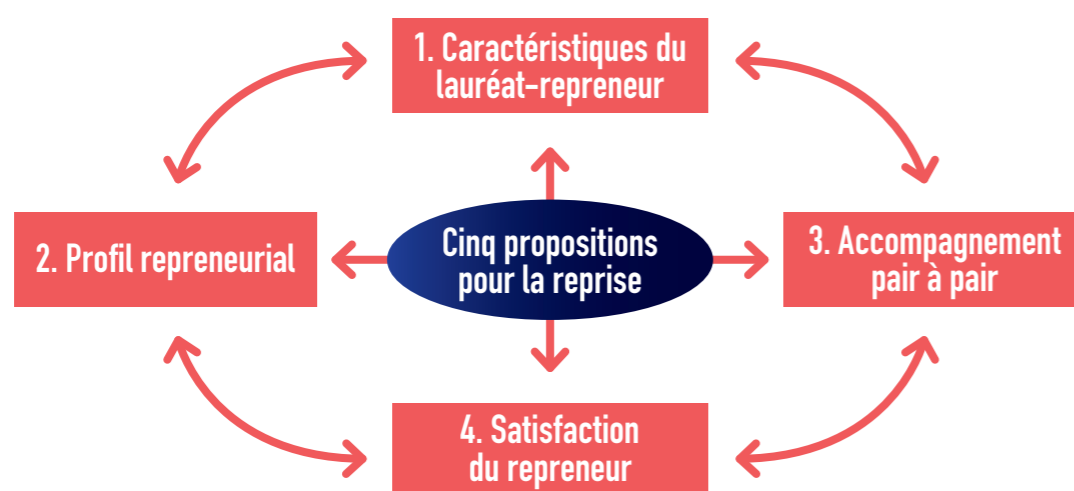 1. Caractéristiques du
lauréat-repreneur
2. Profil repreneurial
Cinq propositions
pour la reprise
3. Accompagnement
pair à pair
4. Satisfaction
du repreneur